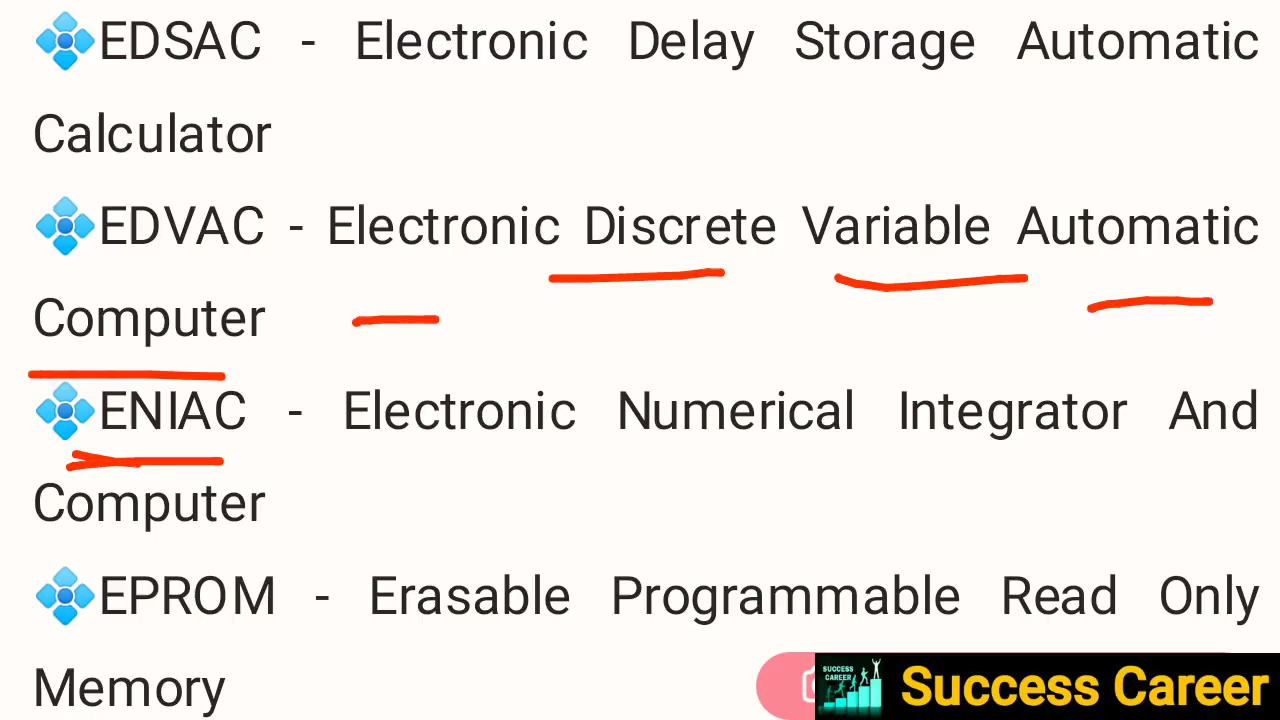 EDSAC - Electronic Delay Storage Automatic
Calculator
EDVAC - Electronic Discrete Variable Automatic
Computer
ENIAC - Electronic Numerical Integrator And
Computer
EPROM - Erasable Programmable Read Only
Memory
SUCCESS
CAREER
Success Career